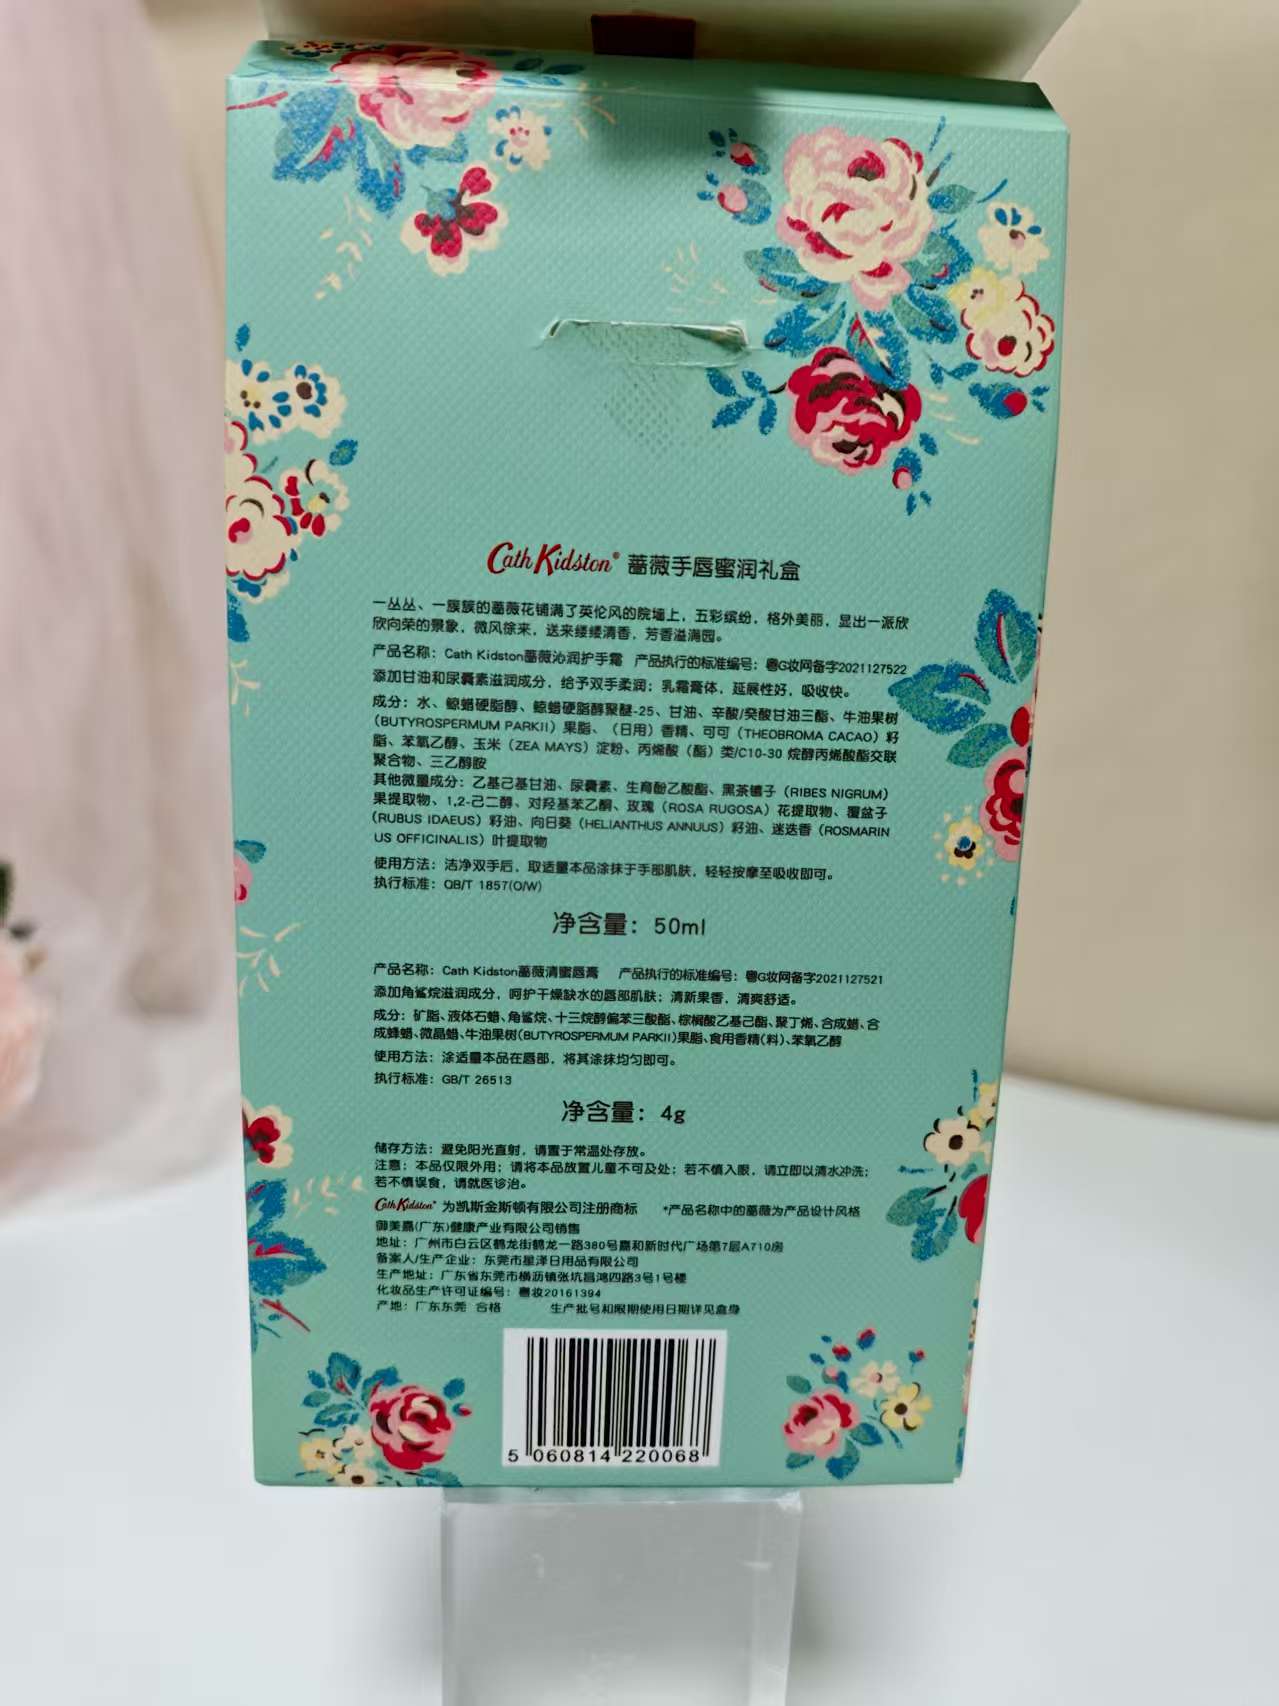 Cath Kidston® 蔷薇手唇蜜润礼盒
一丛丛、一簇簇的蔷薇花铺满了英伦风的院墙上，五彩缤纷，格外美丽，显出一派欣
欣向荣的景象，微风徐来，送来缕缕清香，芳香溢满园。
产品名称：Cath Kidston蔷薇沁润护手霜 产品执行的标准编号：粤G妆网备字2021127522
添加甘油和尿囊素滋润成分，给予双手柔润；乳霜膏体，延展性好，吸收快。
成分：水、鲸蜡硬脂醇、鲸蜡硬脂醇聚醚-25、甘油、辛酸/癸酸甘油三酯、牛油果树
（BUTYROSPERMUM PARKII）果脂、（日用）香精、可可（THEOBROMA CACAO）籽
脂、苯氧乙醇、玉米（ZEA MAYS）淀粉、丙烯酸（酯）类/C10-30 烷醇丙烯酸酯交联
聚合物、三乙醇胺
其他微量成分：乙基己基甘油、尿囊素、生育酚乙酸酯、黑茶藨子（RIBES NIGRUM）
果提取物、1,2-己二醇、对羟基苯乙酮、玫瑰（ROSA RUGOSA）花提取物、覆盆子
（RUBUS IDAEUS）籽油、向日葵（HELIANTHUS ANNUUS）籽油、迷迭香（ROSMARIN
US OFFICINALIS）叶提取物
使用方法：洁净双手后，取适量本品涂抹于手部肌肤，轻轻按摩至吸收即可。
执行标准：QB/T 1857(O/W)
净含量：50ml
产品名称：Cath Kidston蔷薇清蜜唇膏 产品执行的标准编号：粤G妆网备字2021127521
添加角鲨烷滋润成分，呵护干燥缺水的唇部肌肤；清新果香，清爽舒适。
成分：矿脂、液体石蜡、角鲨烷、十三烷醇偏苯三酸酯、棕榈酸乙基己酯、聚丁烯、合成蜡、合
成蜂蜡、微晶蜡、牛油果树（BUTYROSPERMUM PARKII）果脂、食用香精（料）、苯氧乙醇
使用方法：涂适量本品在唇部，将其涂抹均匀即可。
执行标准：GB/T 26513
净含量：4g
储存方法：避免阳光直射，请置于常温处存放。
注意：本品仅限外用；请将本品放置儿童不可及处；若不慎入眼，请立即以清水冲洗；
若不慎误食，请就医诊治。
Cath Kidston® 为凯斯金斯顿有限公司注册商标 *产品名称中的蔷薇为产品设计风格
御美嘉(广东)健康产业有限公司销售
地址：广州市白云区鹤龙街鹤龙一路380号嘉和新时代广场第7层A710房
备案人/生产企业：东莞市星洋日用品有限公司
生产地址：广东省东莞市横沥镇张坑昌鸿四路3号1号楼
化妆品生产许可证编号：粤妆20161394
产地：广东东莞 合格 生产批号和限期使用日期详见盒身
5 060814 220068